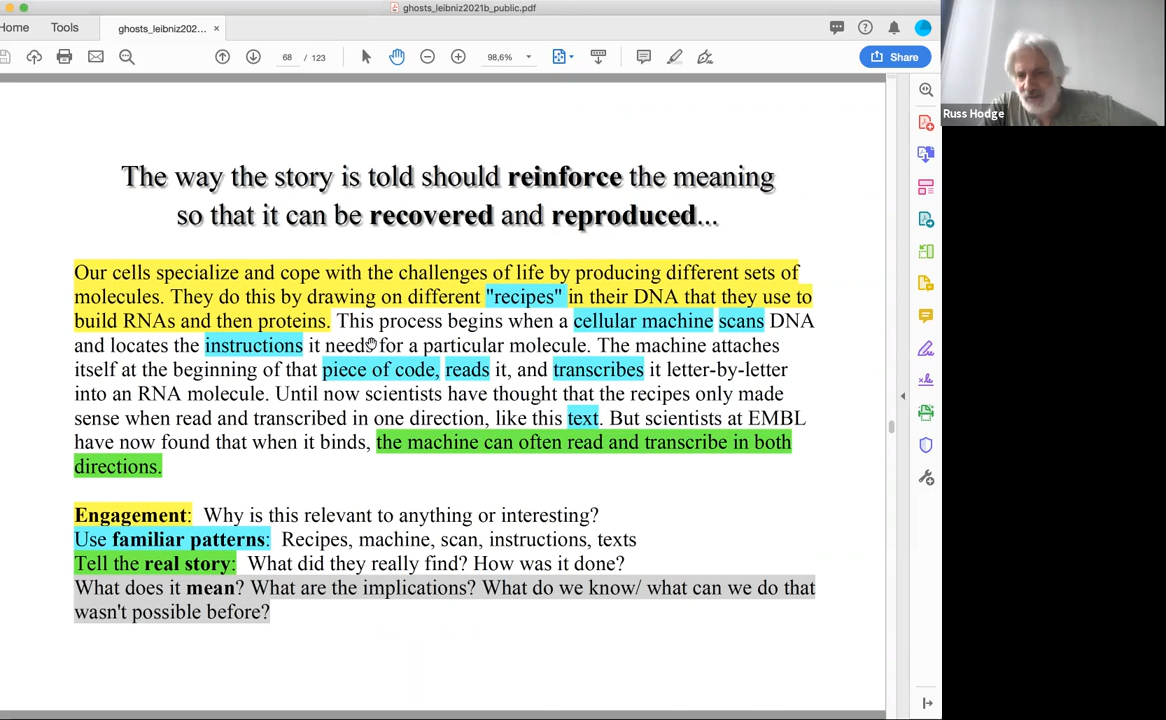 ghosts_leibniz2021b_public.pdf
Home
Tools
ghosts_leibniz202...
68 / 123
98,6%
Share
Russ Hodge
The way the story is told should reinforce the meaning
so that it can be recovered and reproduced...
Our cells specialize and cope with the challenges of life by producing different sets of
molecules. They do this by drawing on different "recipes" in their DNA that they use to
build RNAs and then proteins. This process begins when a cellular machine scans DNA
and locates the instructions it needs for a particular molecule. The machine attaches
itself at the beginning of that piece of code, reads it, and transcribes it letter-by-letter
into an RNA molecule. Until now scientists have thought that the recipes only made
sense when read and transcribed in one direction, like this text. But scientists at EMBL
have now found that when it binds, the machine can often read and transcribe in both
directions.
Engagement: Why is this relevant to anything or interesting?
Use familiar patterns: Recipes, machine, scan, instructions, texts
Tell the real story: What did they really find? How was it done?
What does it mean? What are the implications? What do we know/ what can we do that
wasn't possible before?